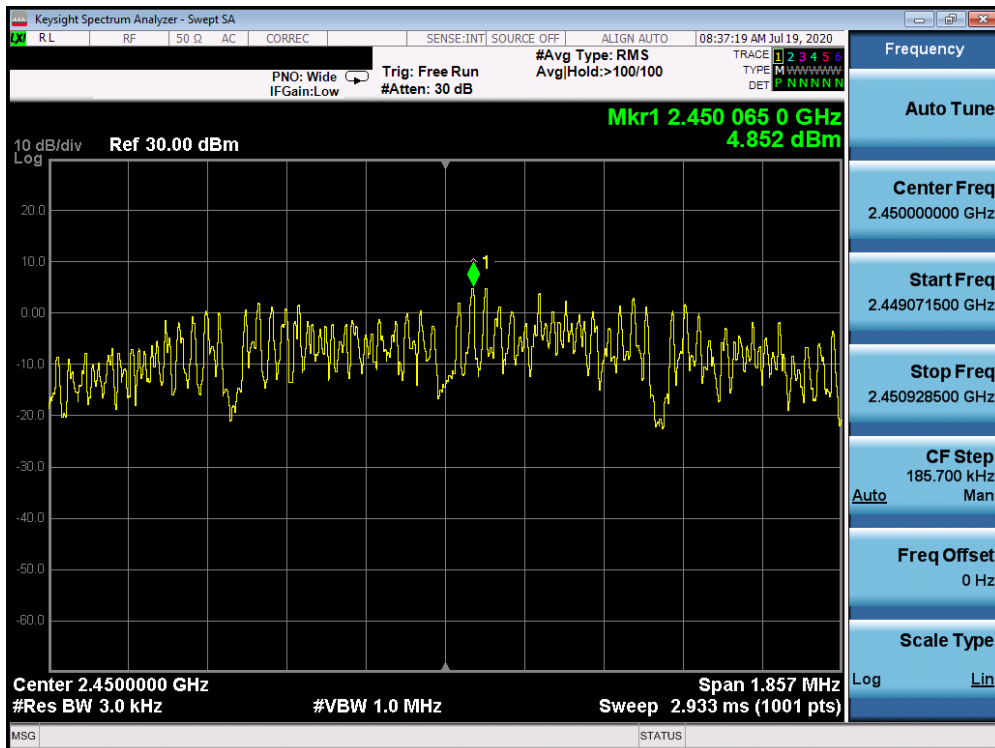 Keysight Spectrum Analyzer - Swept SA
LXI RL RF 50 Ω AC CORREC SENSE:INT SOURCE OFF ALIGN AUTO 08:37:19 AM Jul 19, 2020
PNO: Wide
IFGain:Low
Trig: Free Run
#Atten: 30 dB
#Avg Type: RMS
Avg|Hold:>100/100
TRACE 1 2 3 4 5 6
TYPE M W W W W W
DET P N N N N N
Mkr1 2.450 065 0 GHz
4.852 dBm
10 dB/div Ref 30.00 dBm
Log
20.0
10.0
0.00
-10.0
-20.0
-30.0
-40.0
-50.0
-60.0
1
Center 2.4500000 GHz Span 1.857 MHz
#Res BW 3.0 kHz #VBW 1.0 MHz Sweep 2.933 ms (1001 pts)
MSG STATUS
Frequency
Auto Tune
Center Freq
2.450000000 GHz
Start Freq
2.449071500 GHz
Stop Freq
2.450928500 GHz
CF Step
185.700 kHz
Auto Man
Freq Offset
0 Hz
Scale Type
Log Lin